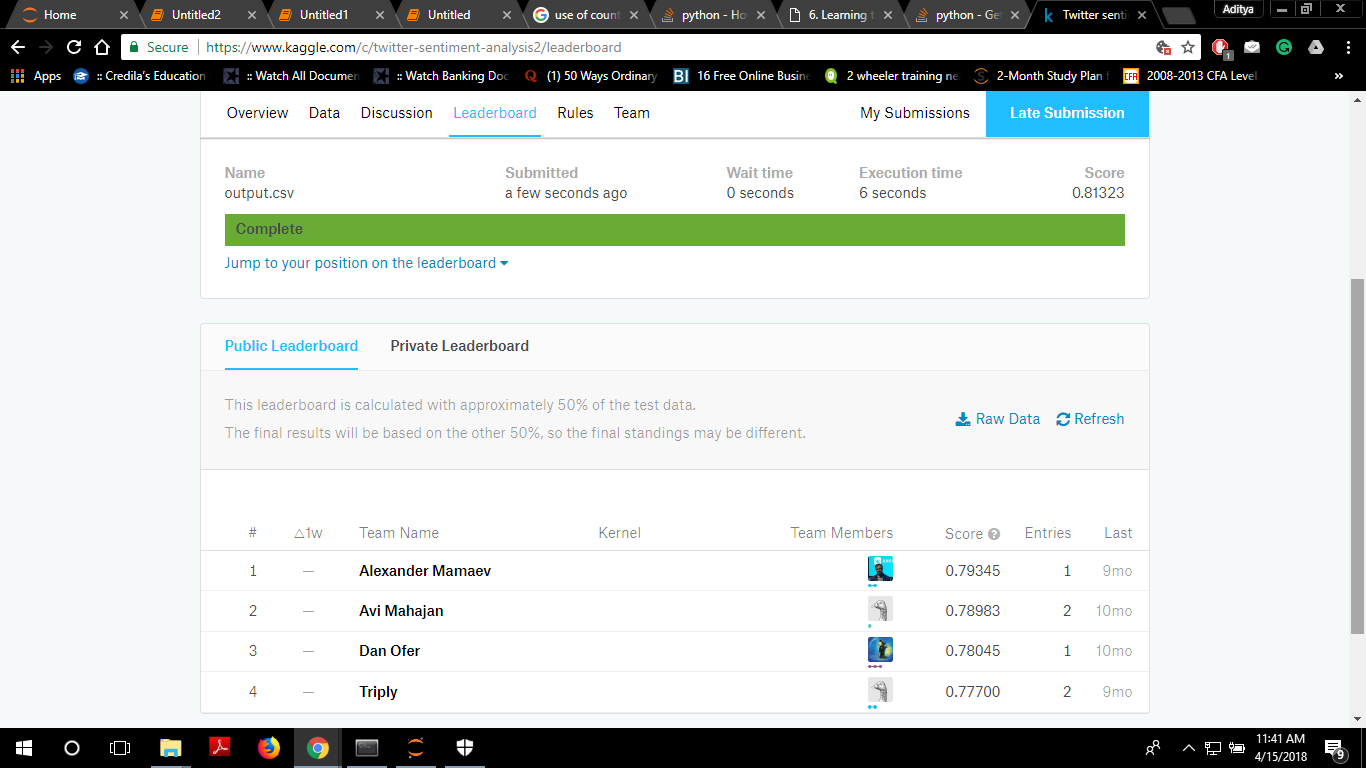 Home Untitled2 Untitled1 Untitled use of count python - Ho 6. Learning t python - Get Twitter senti Aditya
Secure https://www.kaggle.com/c/twitter-sentiment-analysis2/leaderboard
Apps :: Credila's Education :: Watch All Documen :: Watch Banking Doc (1) 50 Ways Ordinary BI 16 Free Online Busine 2 wheeler training ne 2-Month Study Plan f CFA 2008-2013 CFA Level »
Overview Data Discussion Leaderboard Rules Team My Submissions Late Submission
Name Submitted Wait time Execution time Score
output.csv a few seconds ago 0 seconds 6 seconds 0.81323
Complete
Jump to your position on the leaderboard
Public Leaderboard Private Leaderboard
This leaderboard is calculated with approximately 50% of the test data.
The final results will be based on the other 50%, so the final standings may be different.
Raw Data Refresh
# △1w Team Name Kernel Team Members Score Entries Last
1 — Alexander Mamaev 0.79345 1 9mo
2 — Avi Mahajan 0.78983 2 10mo
3 — Dan Ofer 0.78045 1 10mo
4 — Triply 0.77700 2 9mo
11:41 AM
4/15/2018
9